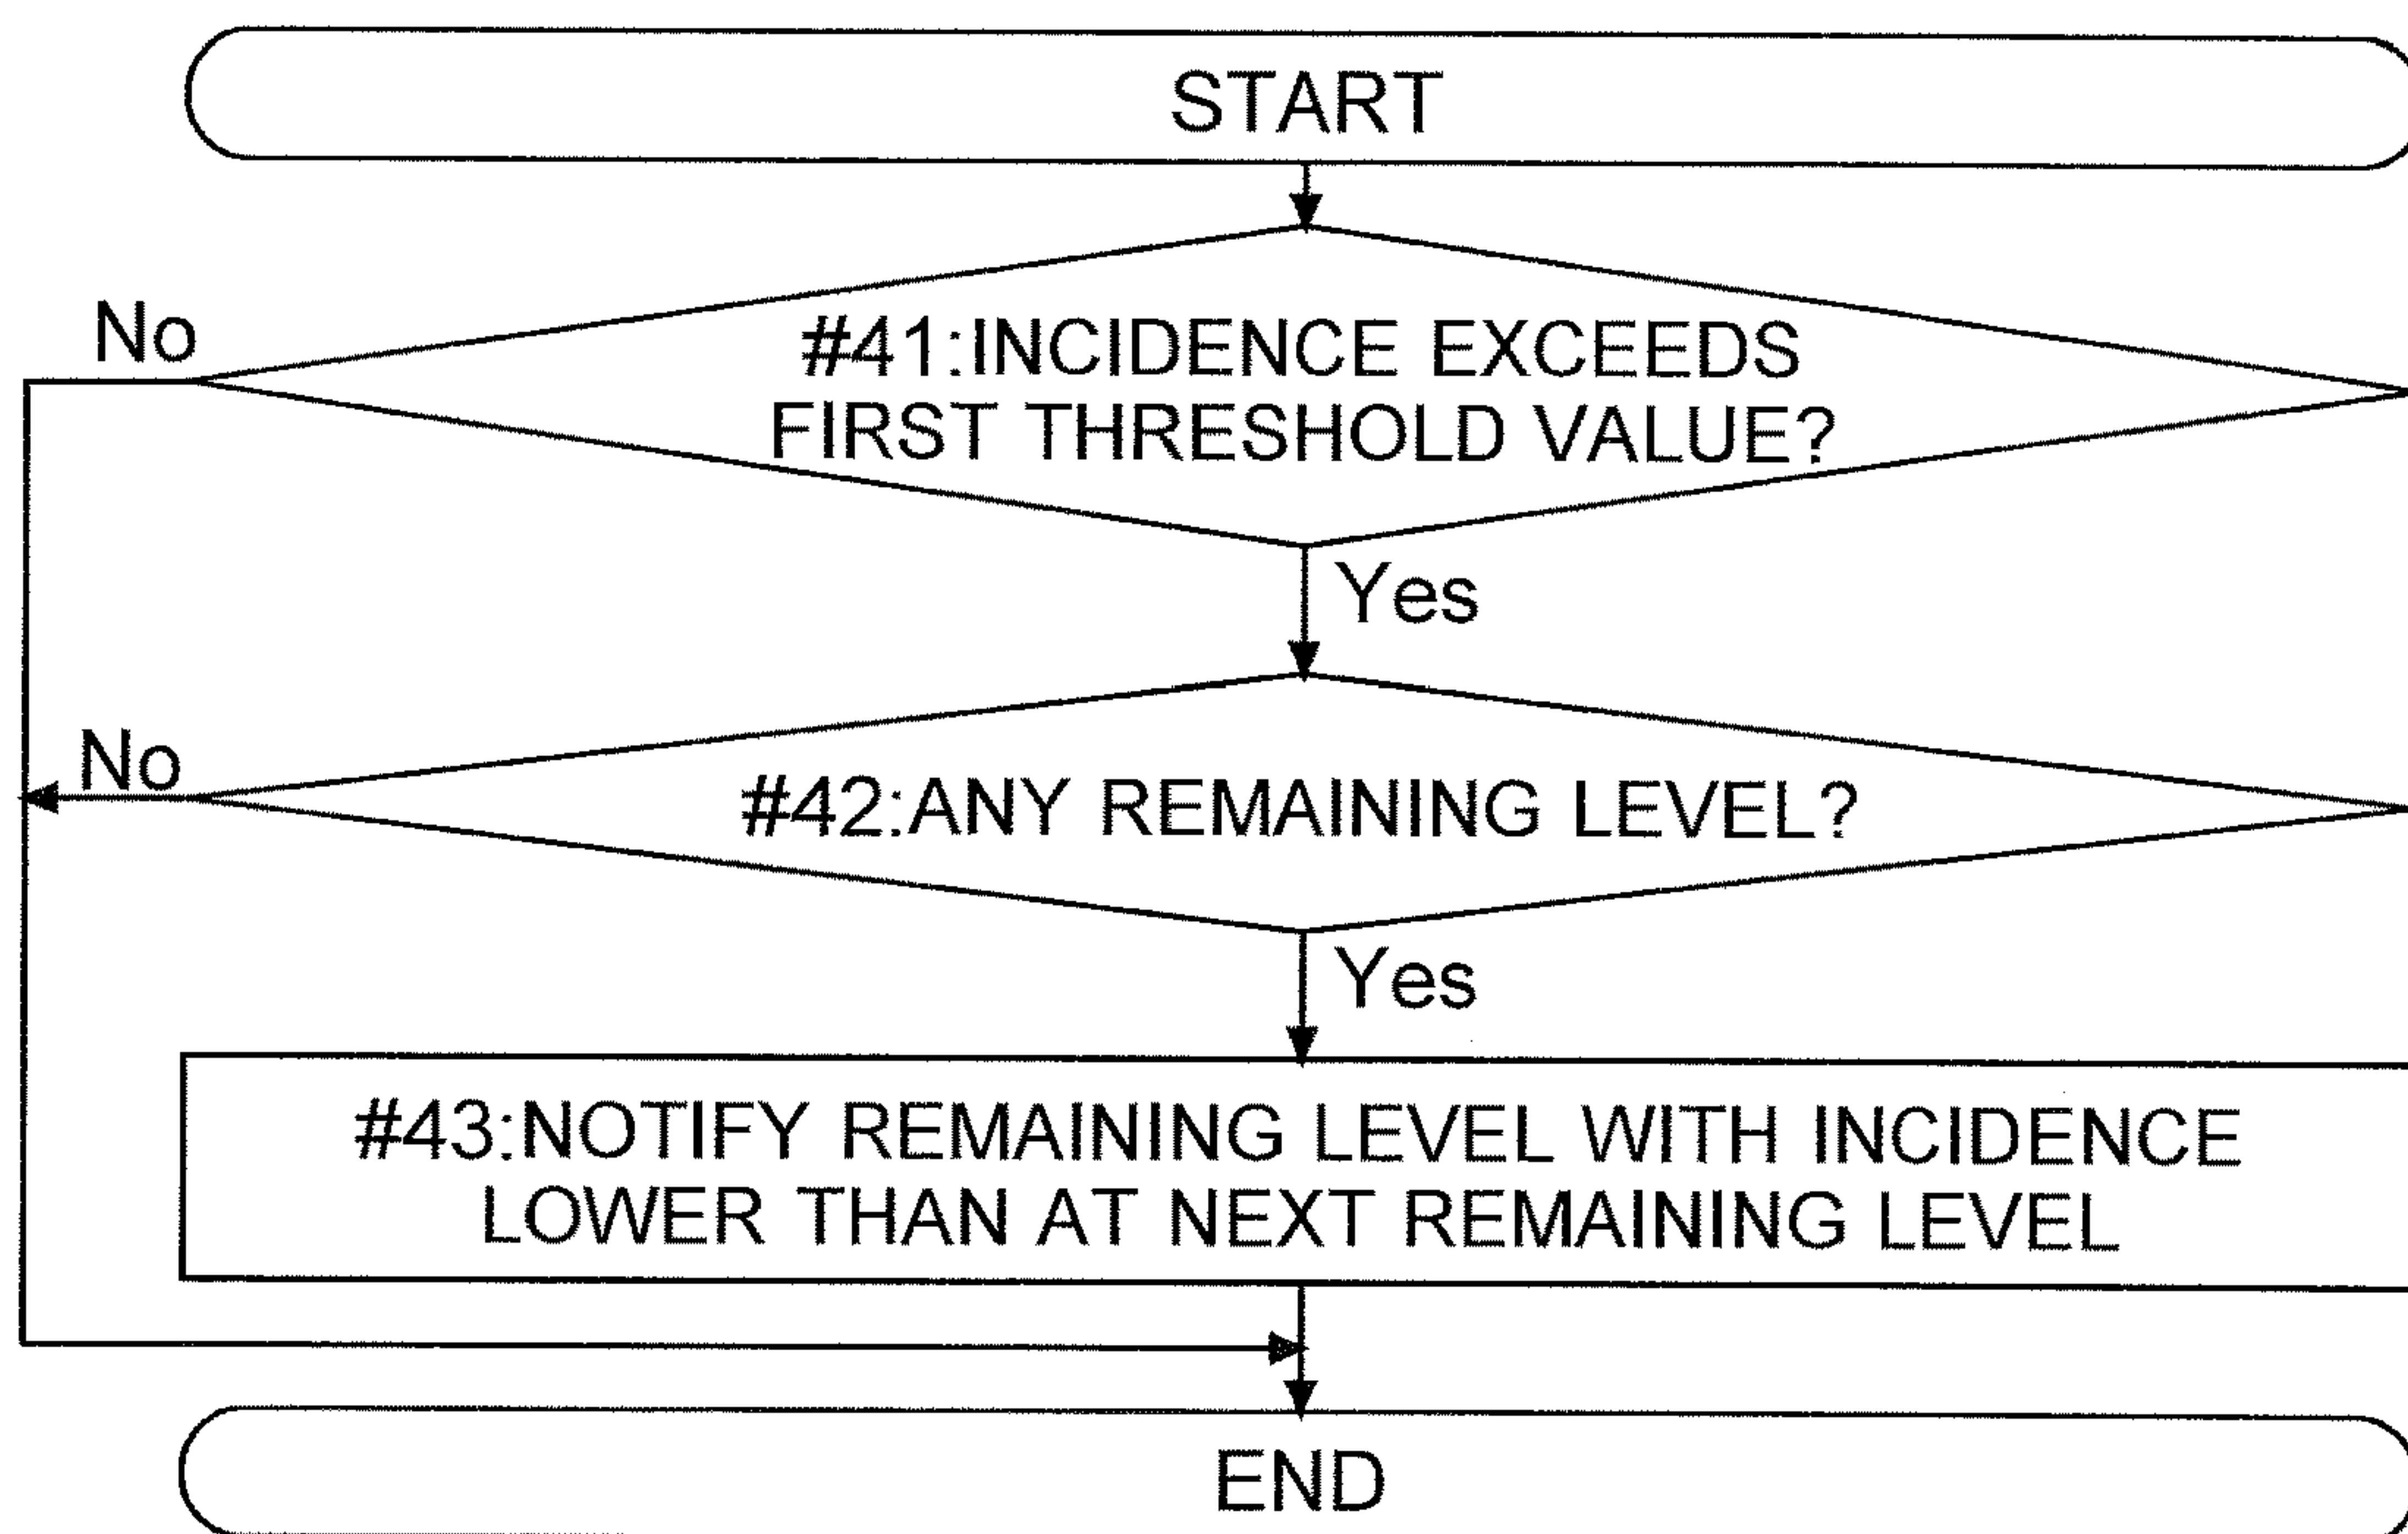 START
No
#41:INCIDENCE EXCEEDS
FIRST THRESHOLD VALUE?
Yes
No
#42:ANY REMAINING LEVEL?
Yes
#43:NOTIFY REMAINING LEVEL WITH INCIDENCE
LOWER THAN AT NEXT REMAINING LEVEL
END